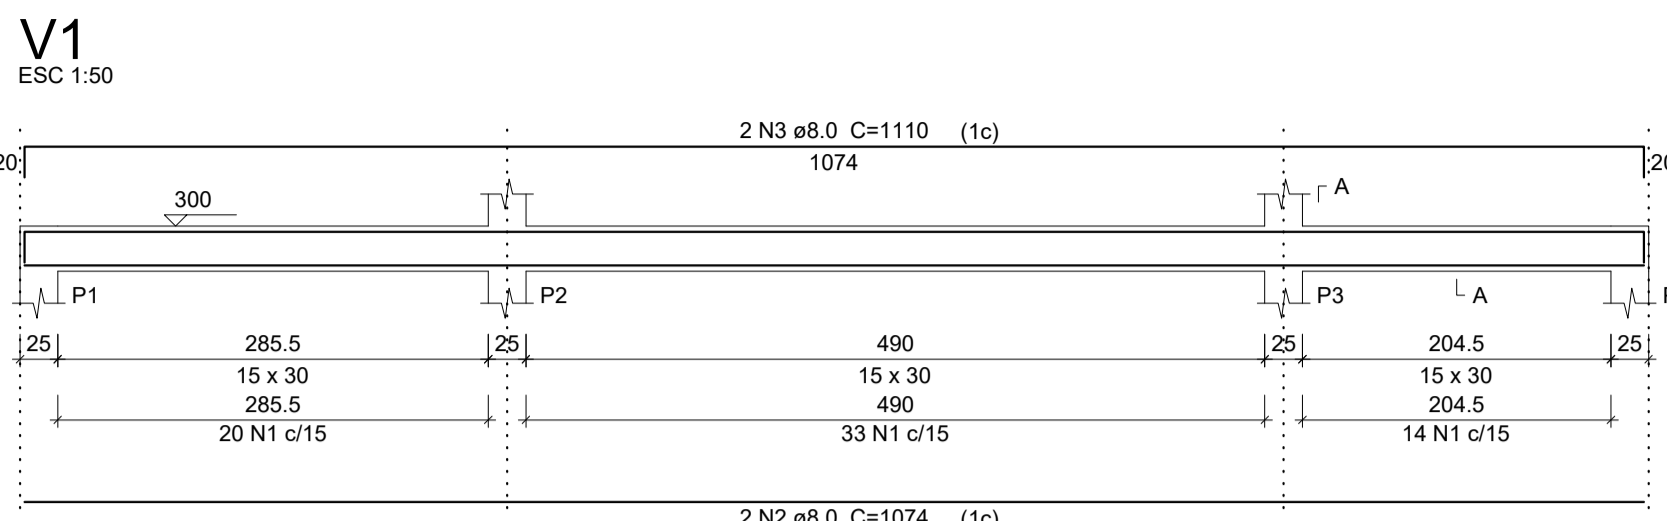 V1
ESC 1:50
2 N3 ø8.0 C=1110 (1c)
20 1074 20
300
A
P1 P2 P3 A
25 285.5 25 490 25 204.5 25
15 x 30 15 x 30 15 x 30
285.5 490 204.5
20 N1 c/15 33 N1 c/15 14 N1 c/15
2 N2 ø8.0 C=1074 (1c)